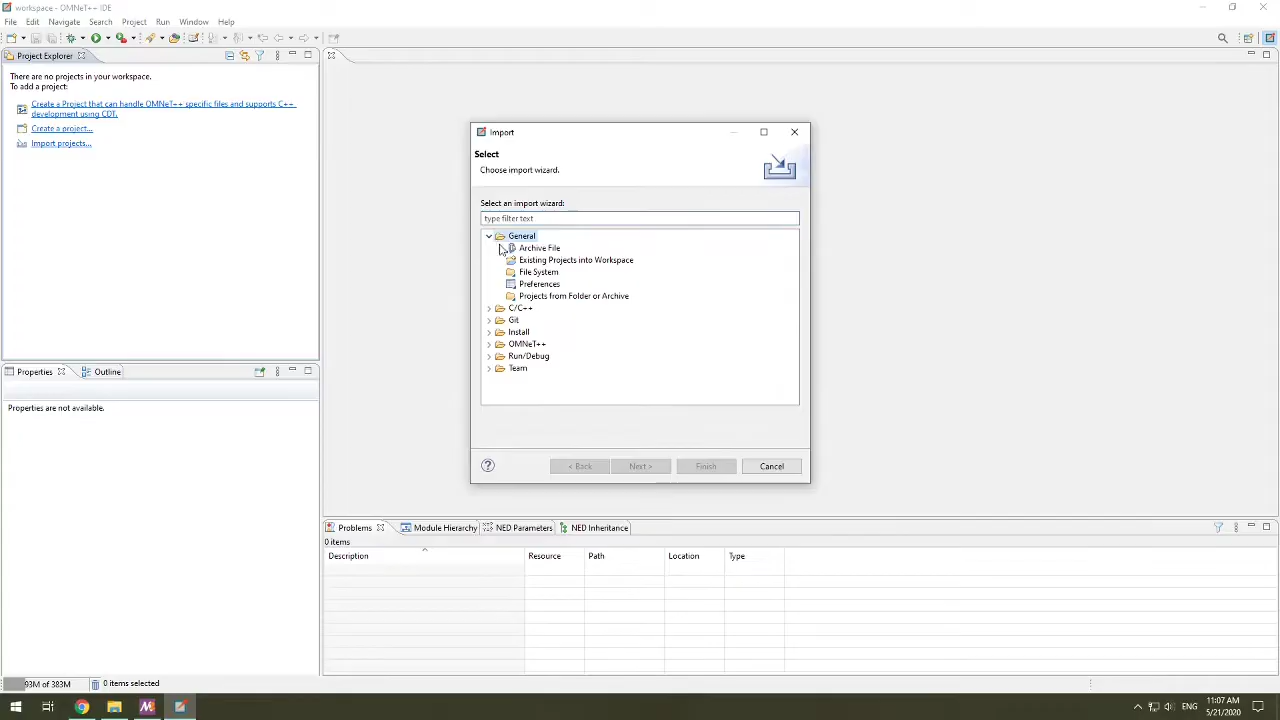 workspace - OMNeT++ IDE
File Edit Navigate Search Project Run Window Help
Project Explorer
There are no projects in your workspace.
To add a project:
Create a Project that can handle OMNeT++ specific files and supports C++
development using CDT.
Create a project...
Import projects...
Import
Select
Choose import wizard.
Select an import wizard:
type filter text
General
Archive File
Existing Projects into Workspace
File System
Preferences
Projects from Folder or Archive
C/C++
Git
Install
OMNeT++
Run/Debug
Team
< Back Next > Finish Cancel
Properties Outline
Properties are not available.
Problems Module Hierarchy NED Parameters NED Inheritance
0 items
Description Resource Path Location Type
93M of 383M 0 items selected
ENG
11:07 AM
5/21/2020